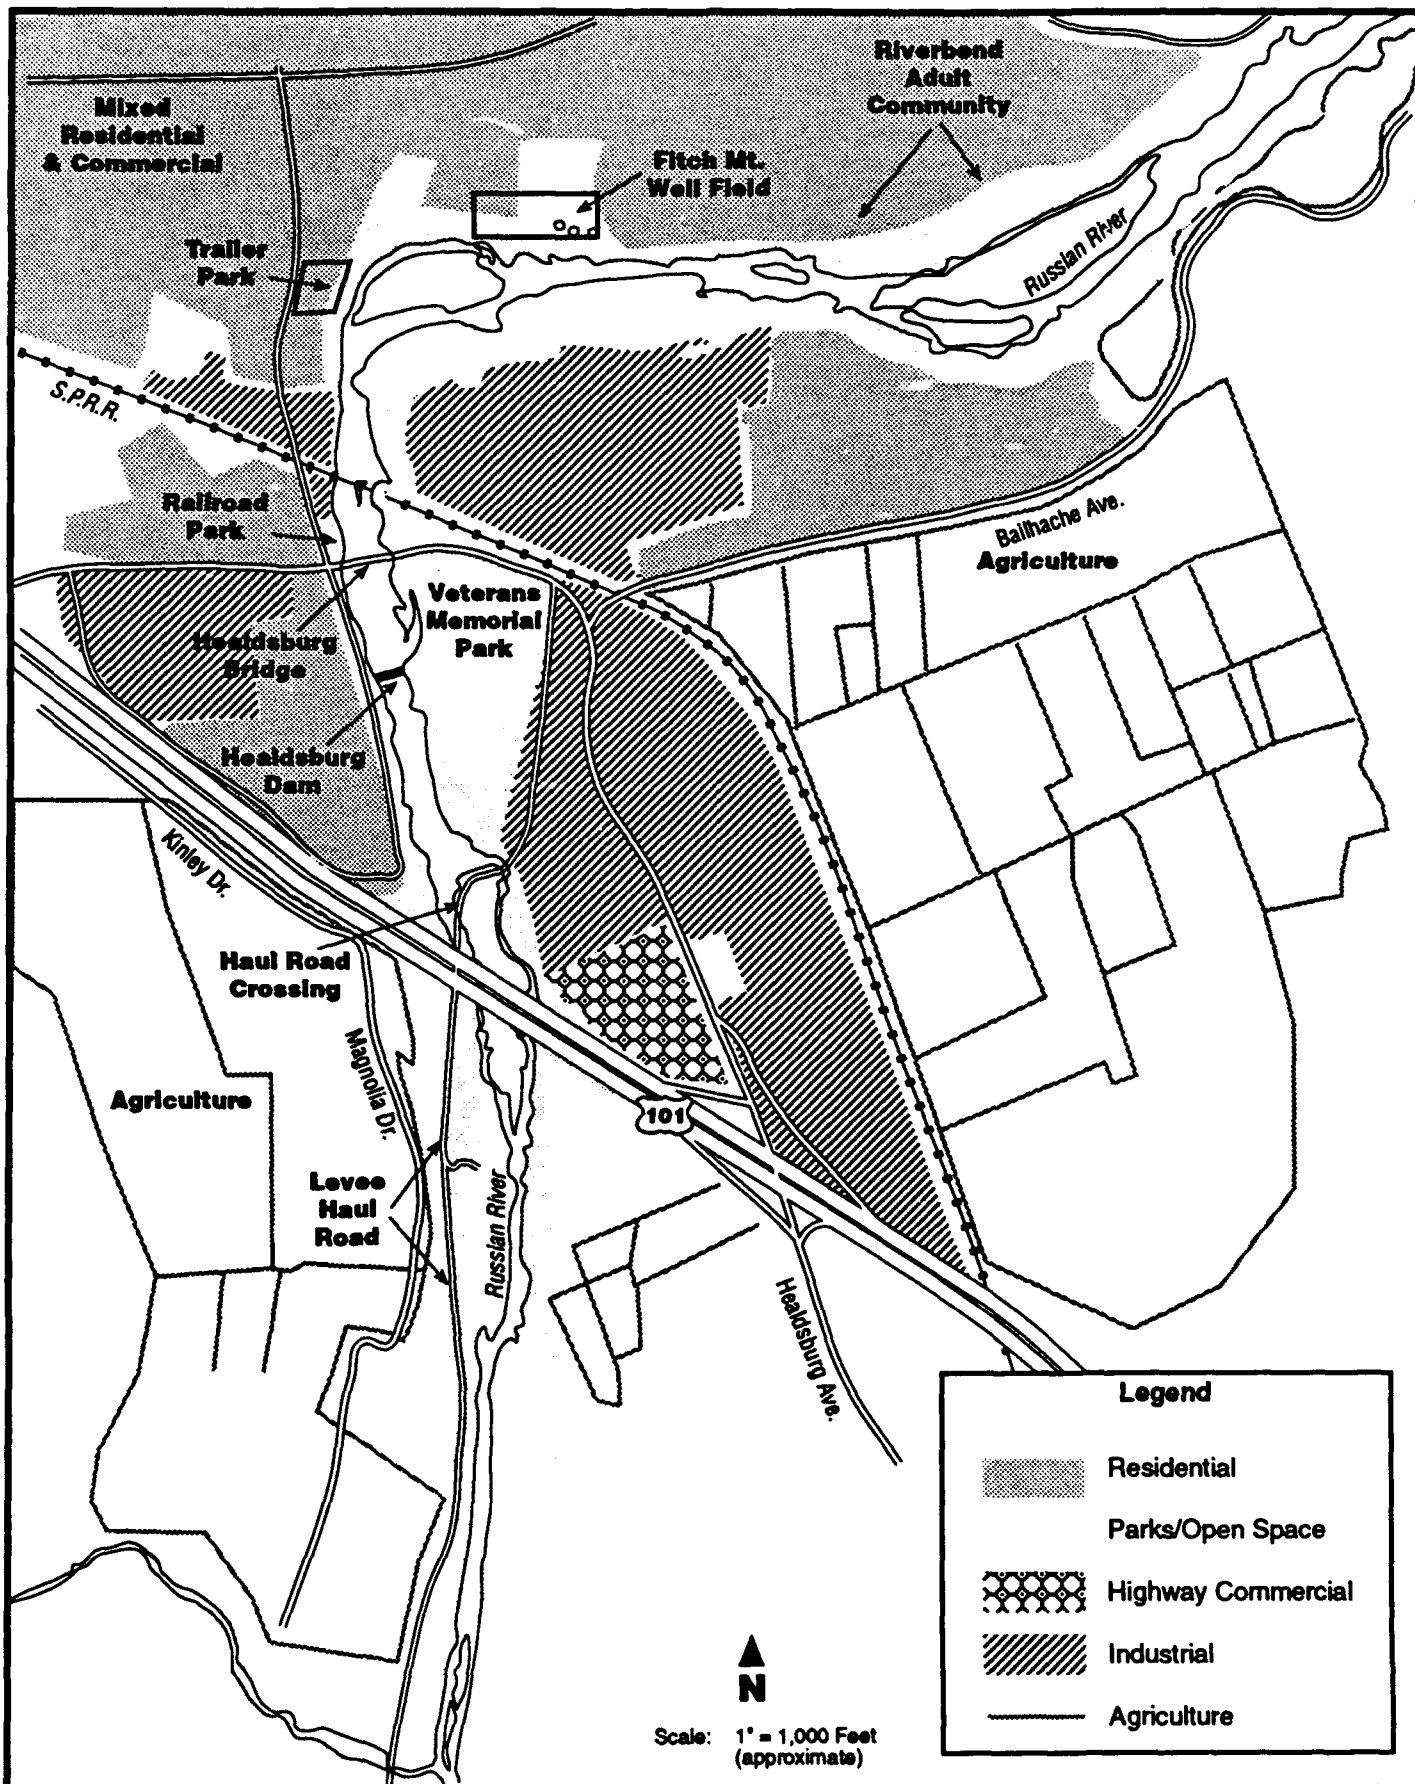 Riverbend
Adult
Community
Mixed
Residential
& Commercial
Fitch Mt.
Well Field
Trailer
Park
Russian River
S.P.R.R.
Railroad
Park
Bailhache Ave.
Agriculture
Veterans
Memorial
Park
Healdsburg
Bridge
Healdsburg
Dam
Kinley Dr.
Haul Road
Crossing
Magnolia Dr.
Agriculture
101
Levee
Haul
Road
Russian River
Healdsburg Ave.
Legend
Residential
Parks/Open Space
Highway Commercial
Industrial
Agriculture
N
Scale: 1" = 1,000 Feet
(approximate)